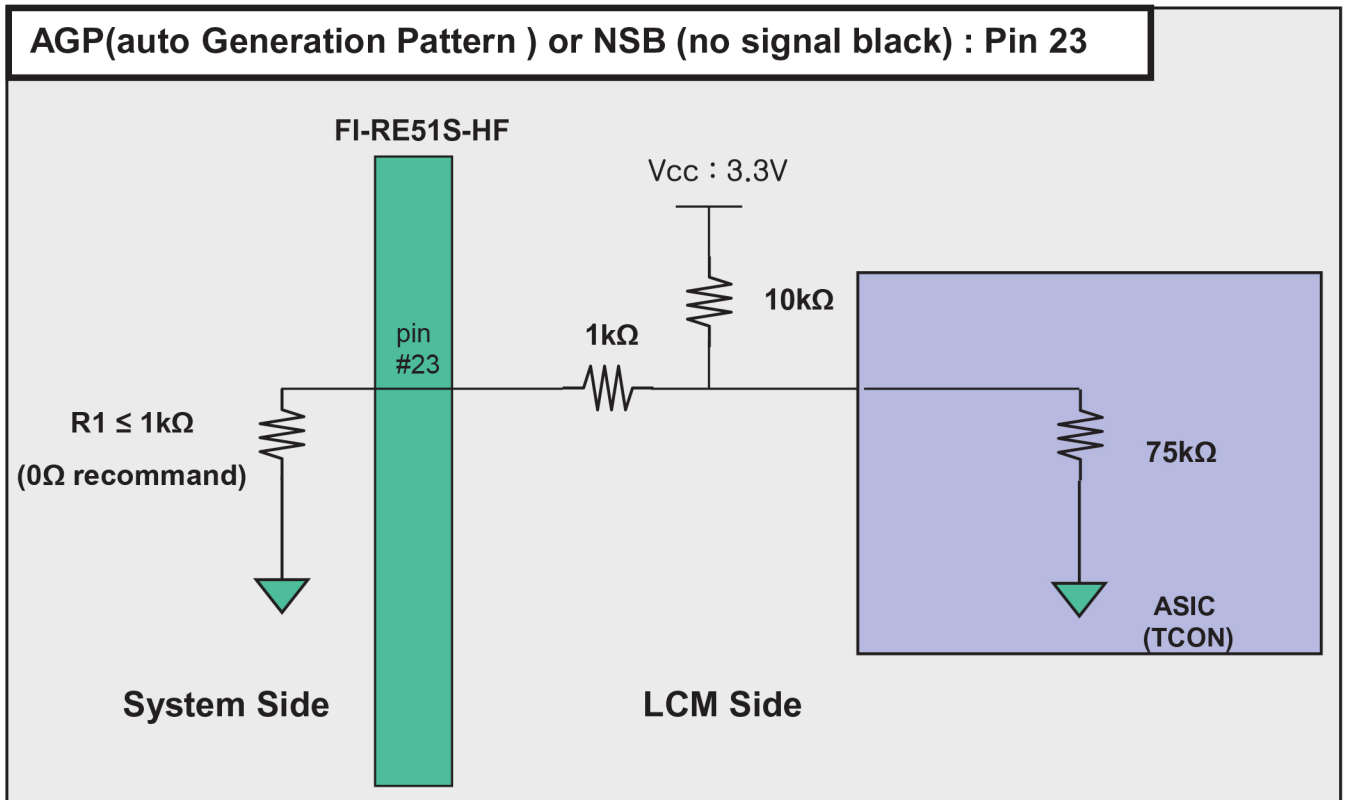 AGP(auto Generation Pattern ) or NSB (no signal black) : Pin 23
FI-RE51S-HF
Vcc : 3.3V
10kΩ
1kΩ
pin
#23
R1 ≤ 1kΩ
(0Ω recommand)
75kΩ
ASIC
(TCON)
System Side
LCM Side